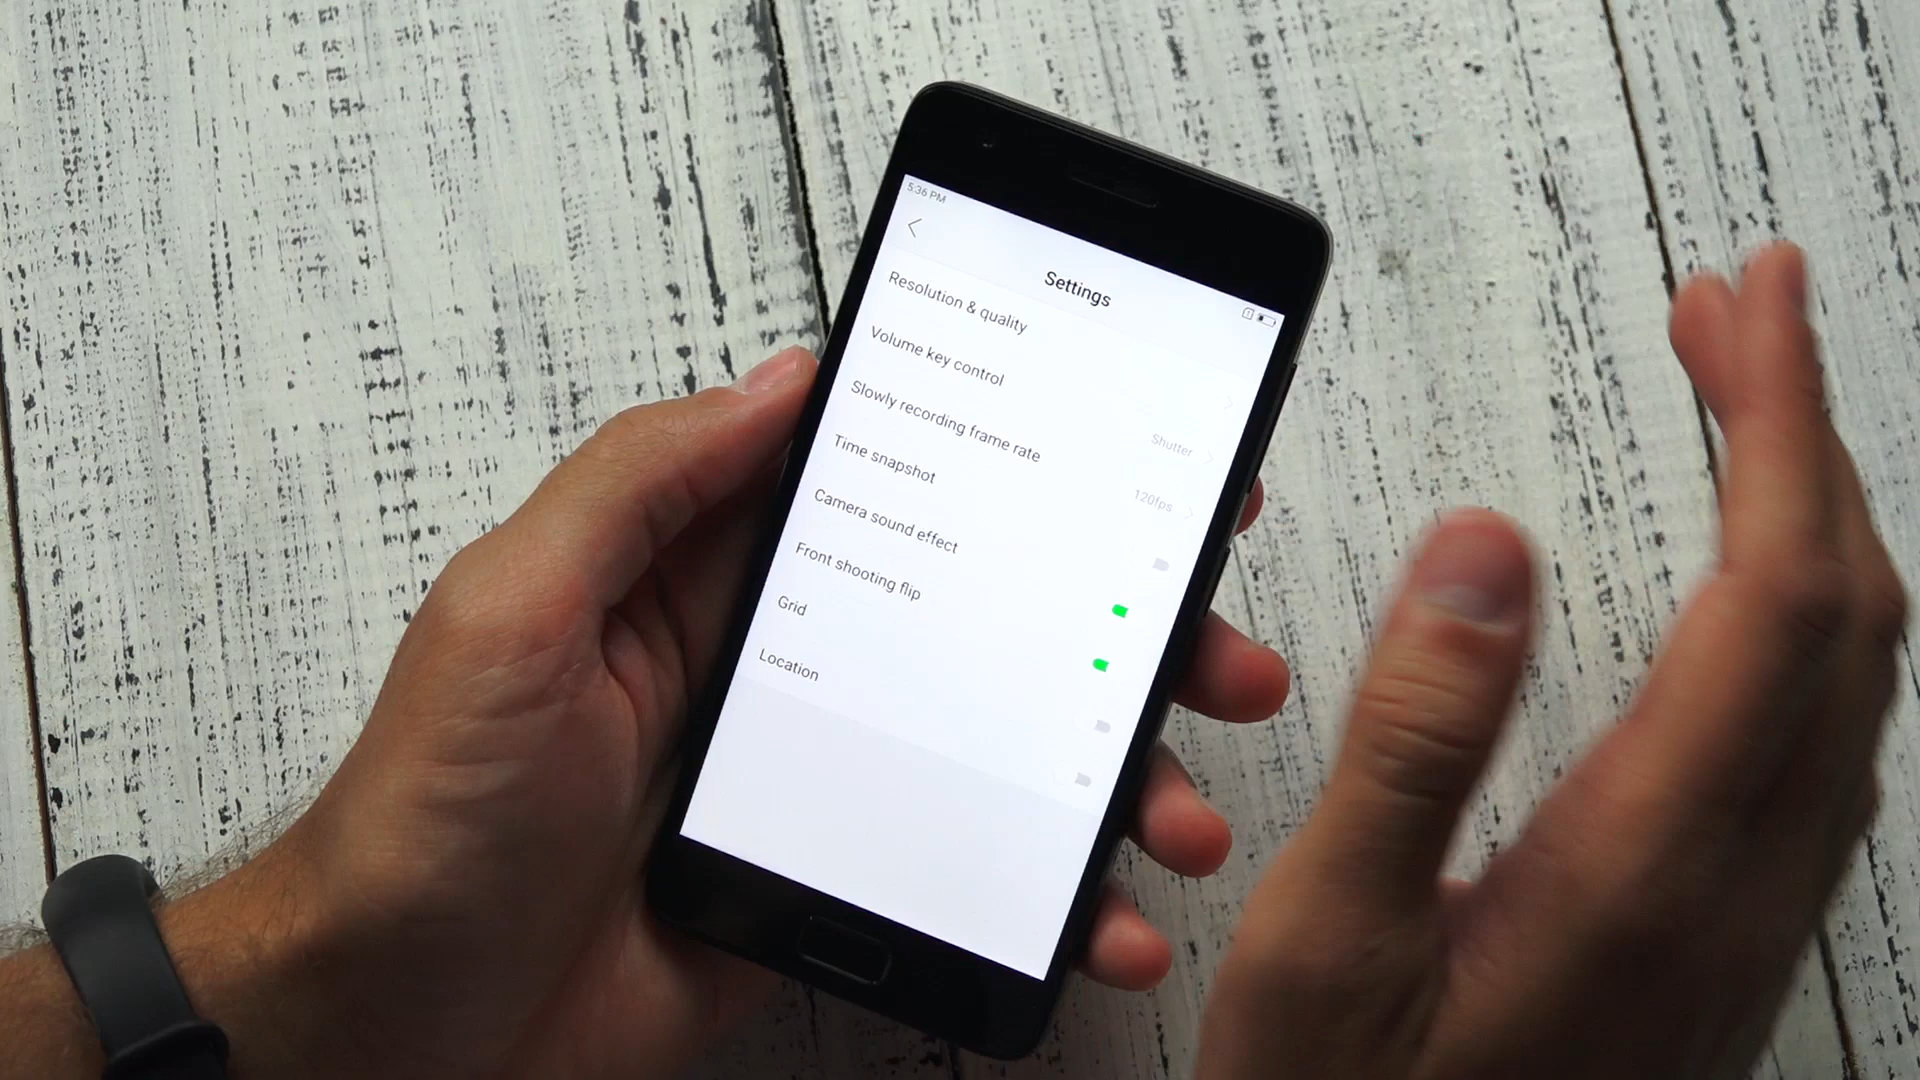 5:36 PM
Settings
Resolution & quality
Volume key control
Shutter
Slowly recording frame rate
120fps
Time snapshot
Camera sound effect
Front shooting flip
Grid
Location